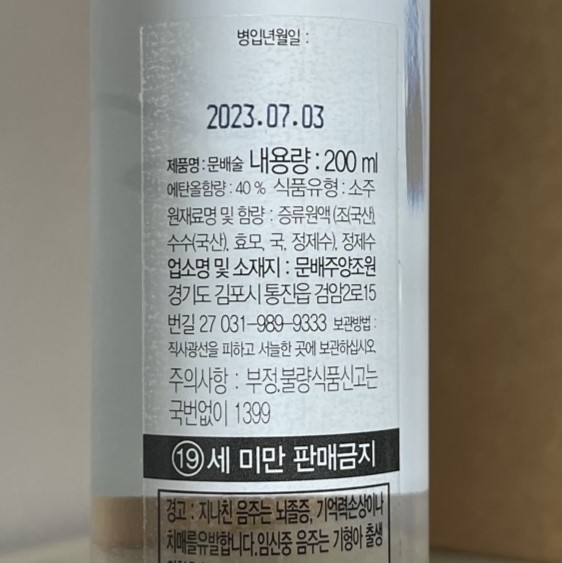 병입년월일 :
2023.07.03
제품명 : 문배술 내용량 : 200 ml
에탄올함량 : 40 % 식품유형 : 소주
원재료명 및 함량 : 증류원액 (조(국산),
수수(국산), 효모, 국, 정제수), 정제수
업소명 및 소재지 : 문배주양조원
경기도 김포시 통진읍 검암2로15
번길 27 031-989-9333 보관방법 :
직사광선을 피하고 서늘한 곳에 보관하십시오.
주의사항 : 부정,불량식품신고는
국번없이 1399
19 세 미만 판매금지
경고 : 지나친 음주는 뇌졸증, 기억력손상이나
치매를유발합니다.임신중 음주는 기형아 출생